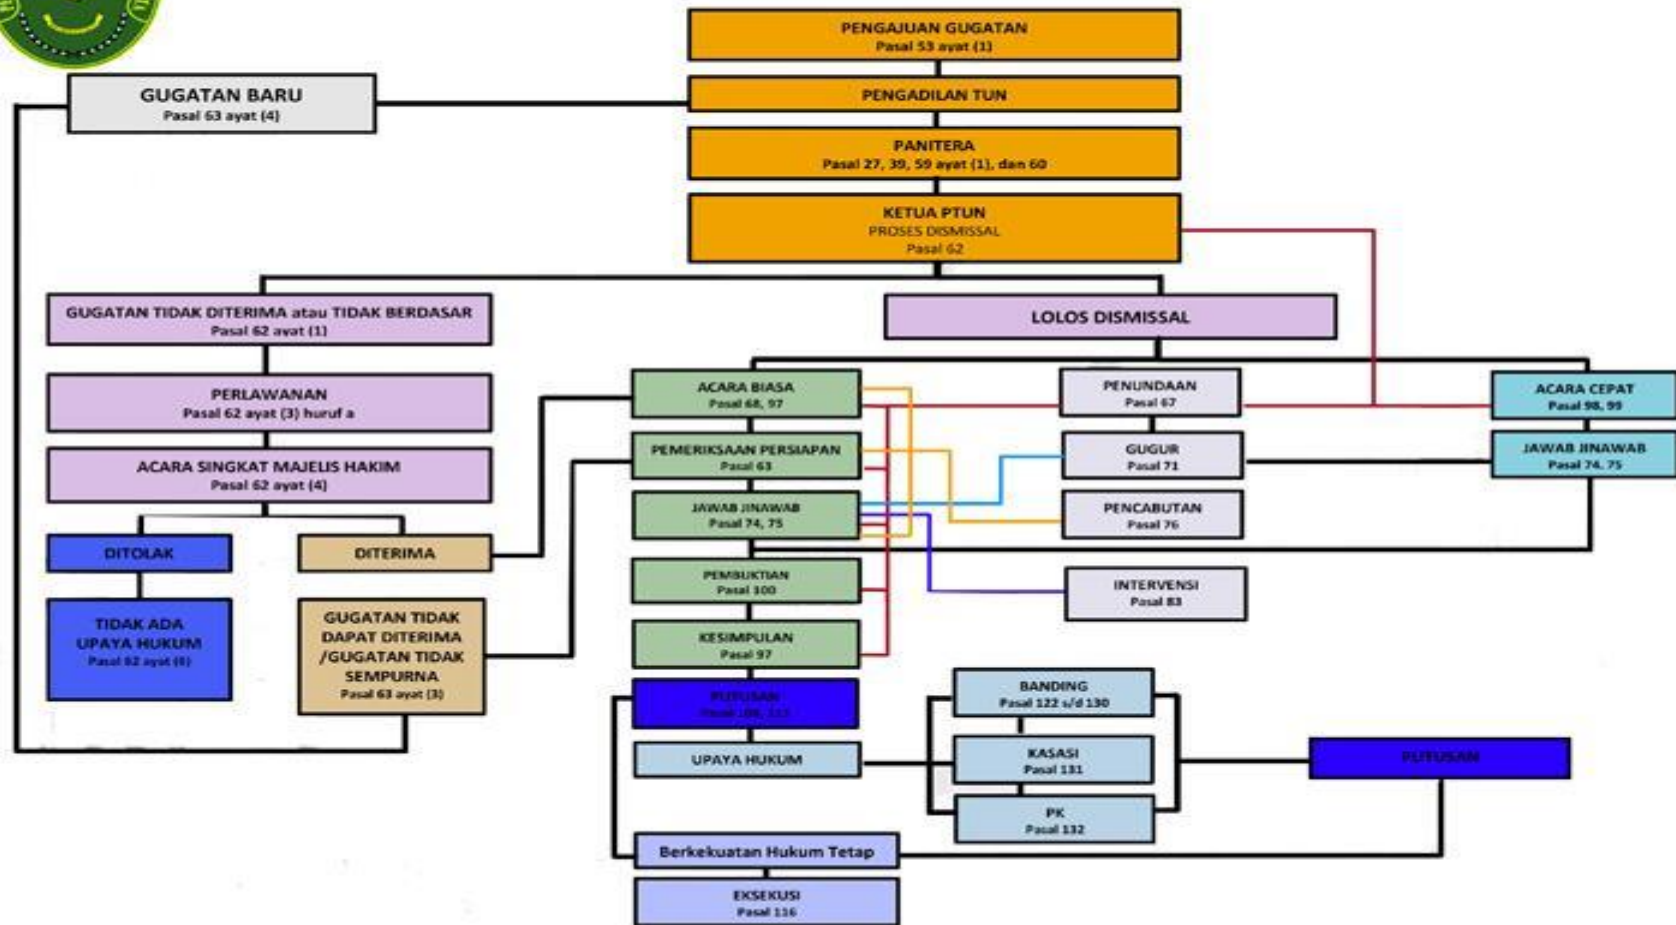 PENGAJUAN GUGATAN
Pasal 53 ayat (1)
GUGATAN BARU
Pasal 63 ayat (4)
PENGADILAN TUN
PANITERA
Pasal 27, 39, 59 ayat (1), dan 60
KETUA PTUN
PROSES DISMISSAL
Pasal 62
GUGATAN TIDAK DITERIMA atau TIDAK BERDASAR
Pasal 62 ayat (1)
LOLOS DISMISSAL
PERLAWANAN
Pasal 62 ayat (3) huruf a
ACARA BIASA
Pasal 68, 97
PENUNDAAN
Pasal 67
ACARA CEPAT
Pasal 98, 99
ACARA SINGKAT MAJELIS HAKIM
Pasal 62 ayat (4)
PEMERIKSAAN PERSIAPAN
Pasal 63
GUGUR
Pasal 71
JAWAB JINAWAB
Pasal 74, 75
JAWAB JINAWAB
Pasal 74, 75
PENCABUTAN
Pasal 76
DITOLAK
DITERIMA
PEMBUKTIAN
Pasal 100
INTERVENSI
Pasal 83
TIDAK ADA
UPAYA HUKUM
Pasal 62 ayat (6)
GUGATAN TIDAK
DAPAT DITERIMA
/GUGATAN TIDAK
SEMPURNA
Pasal 63 ayat (3)
KESIMPULAN
Pasal 97
PUTUSAN
UPAYA HUKUM
BANDING
Pasal 122 s/d 130
KASASI
Pasal 131
PK
Pasal 132
PUTUSAN
Berkekuatan Hukum Tetap
EKSEKUSI
Pasal 116